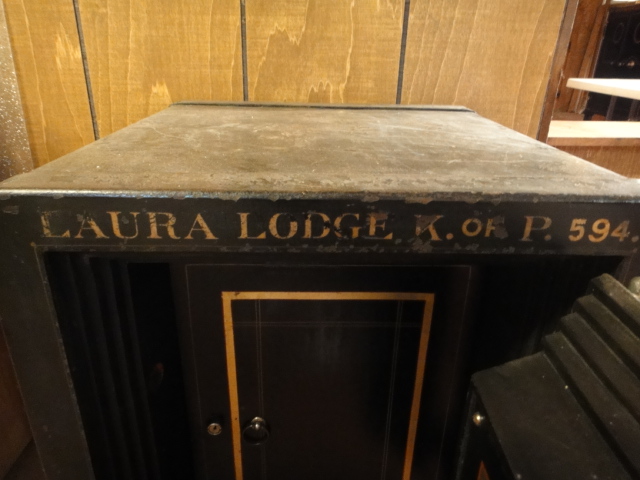 LAURA LODGE K. OF P. 594.